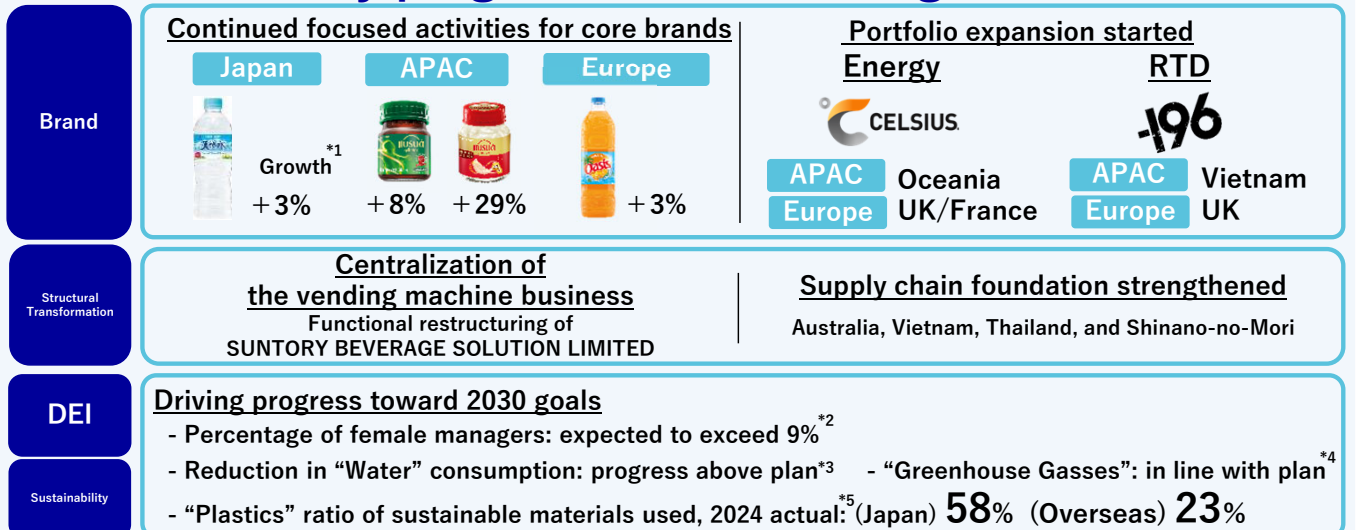 Brand
Continued focused activities for core brands
Japan
APAC
Europe
Growth*1
+3%
+8%
+29%
Oasis
+3%
Portfolio expansion started
Energy
RTD
CELSIUS.
-196
APAC
Oceania
Europe
UK/France
APAC
Vietnam
Europe
UK
Structural
Transformation
Centralization of
the vending machine business
Functional restructuring of
SUNTORY BEVERAGE SOLUTION LIMITED
Supply chain foundation strengthened
Australia, Vietnam, Thailand, and Shinano-no-Mori
DEI
Sustainability
Driving progress toward 2030 goals
- Percentage of female managers: expected to exceed 9%*2
- Reduction in “Water” consumption: progress above plan*3 - “Greenhouse Gasses”: in line with plan*4
- “Plastics” ratio of sustainable materials used, 2024 actual:*5 (Japan) 58% (Overseas) 23%